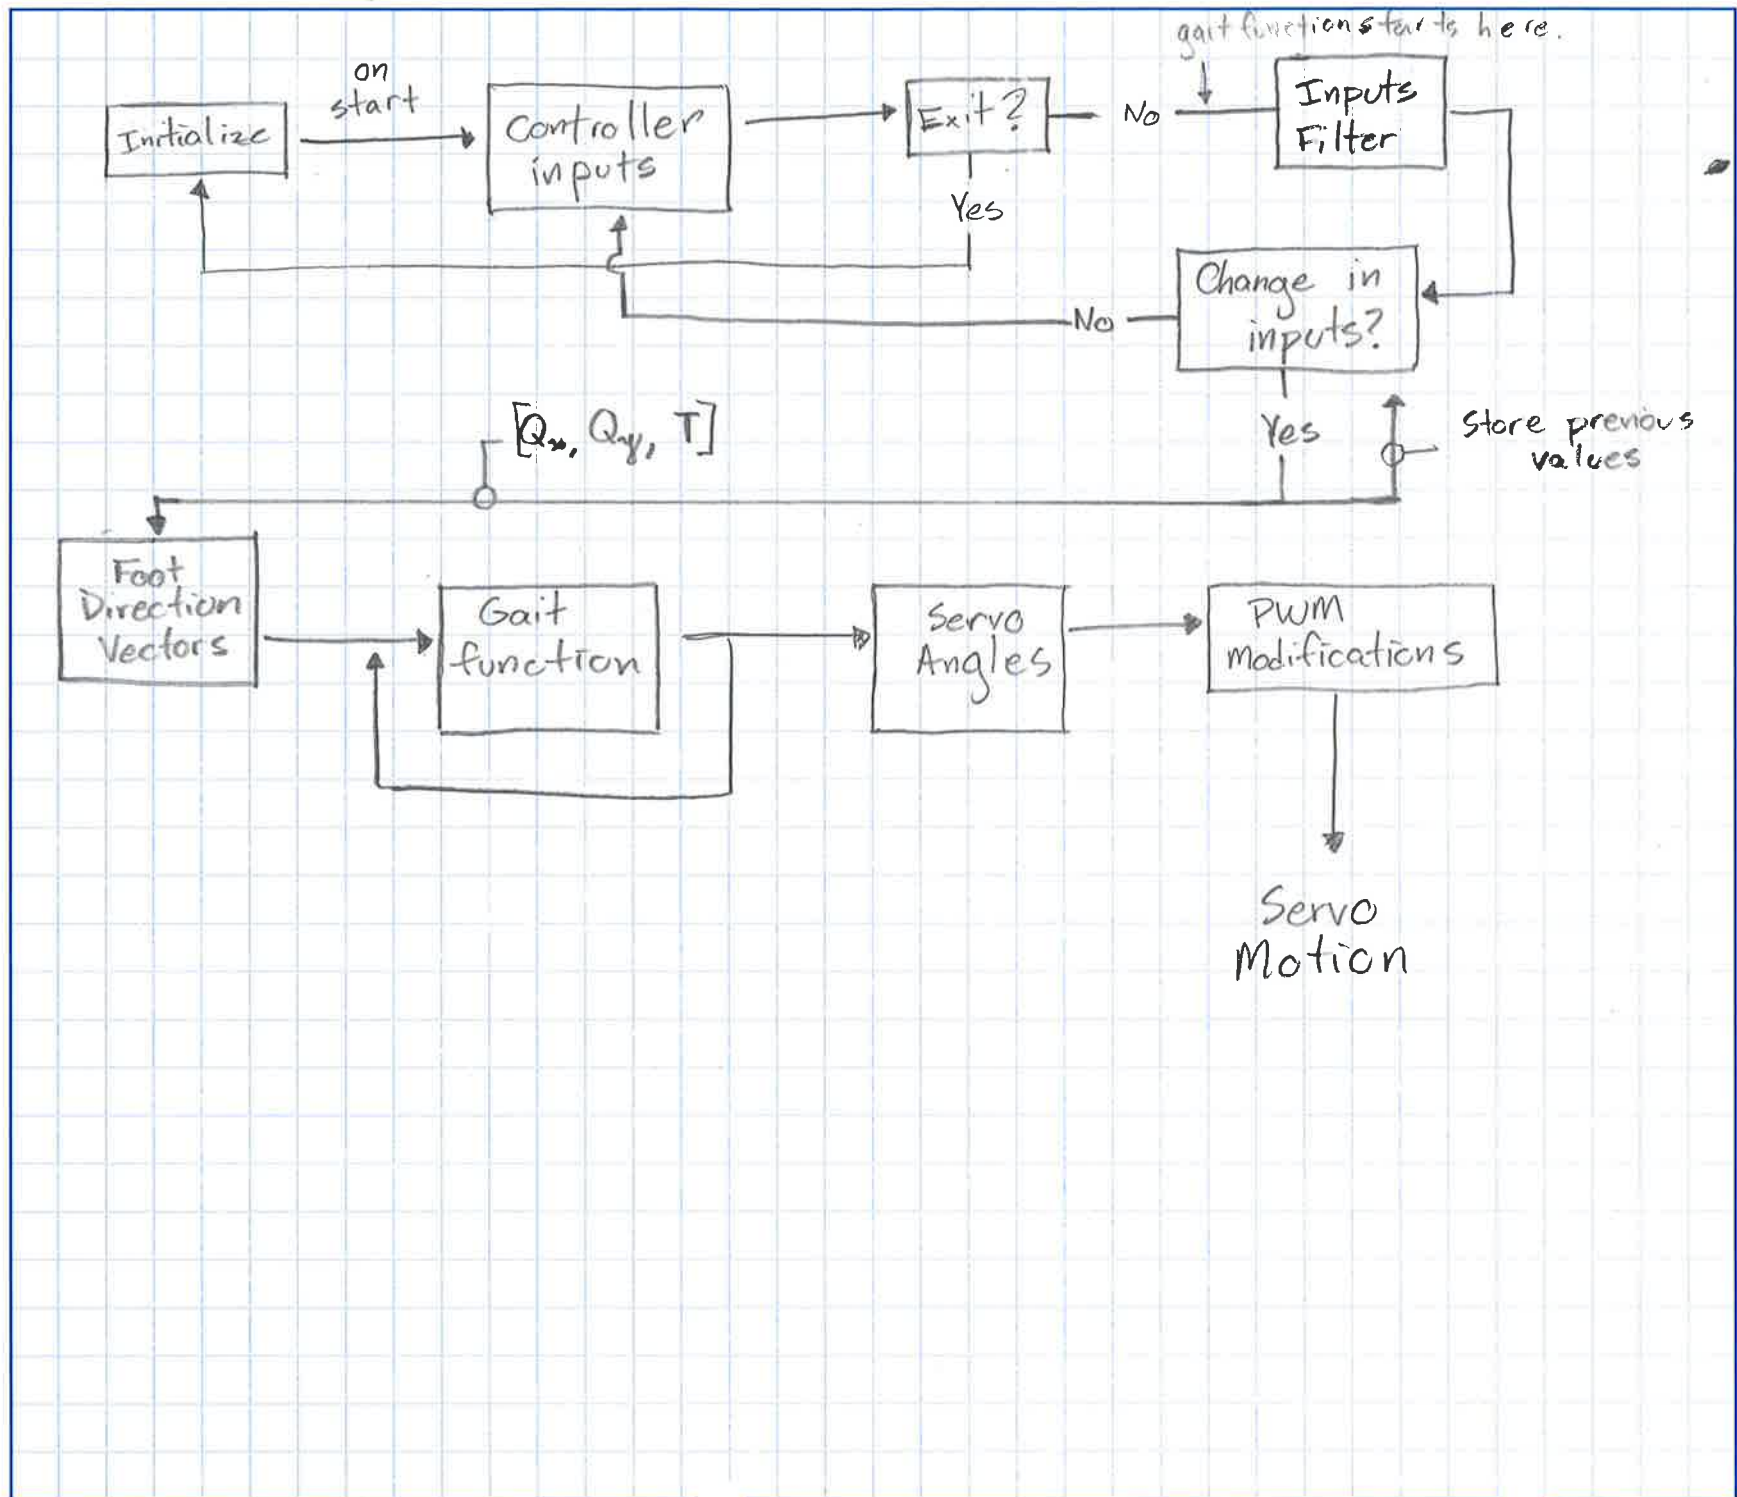 gait function starts here.
on
start
Initialize
Controller
inputs
Exit?
No
Inputs
Filter
Yes
Change in
inputs?
No
[Qx, Qy, T]
Yes
Store previous
values
Foot
Direction
Vectors
Gait
function
Servo
Angles
PWM
Modifications
Servo
Motion